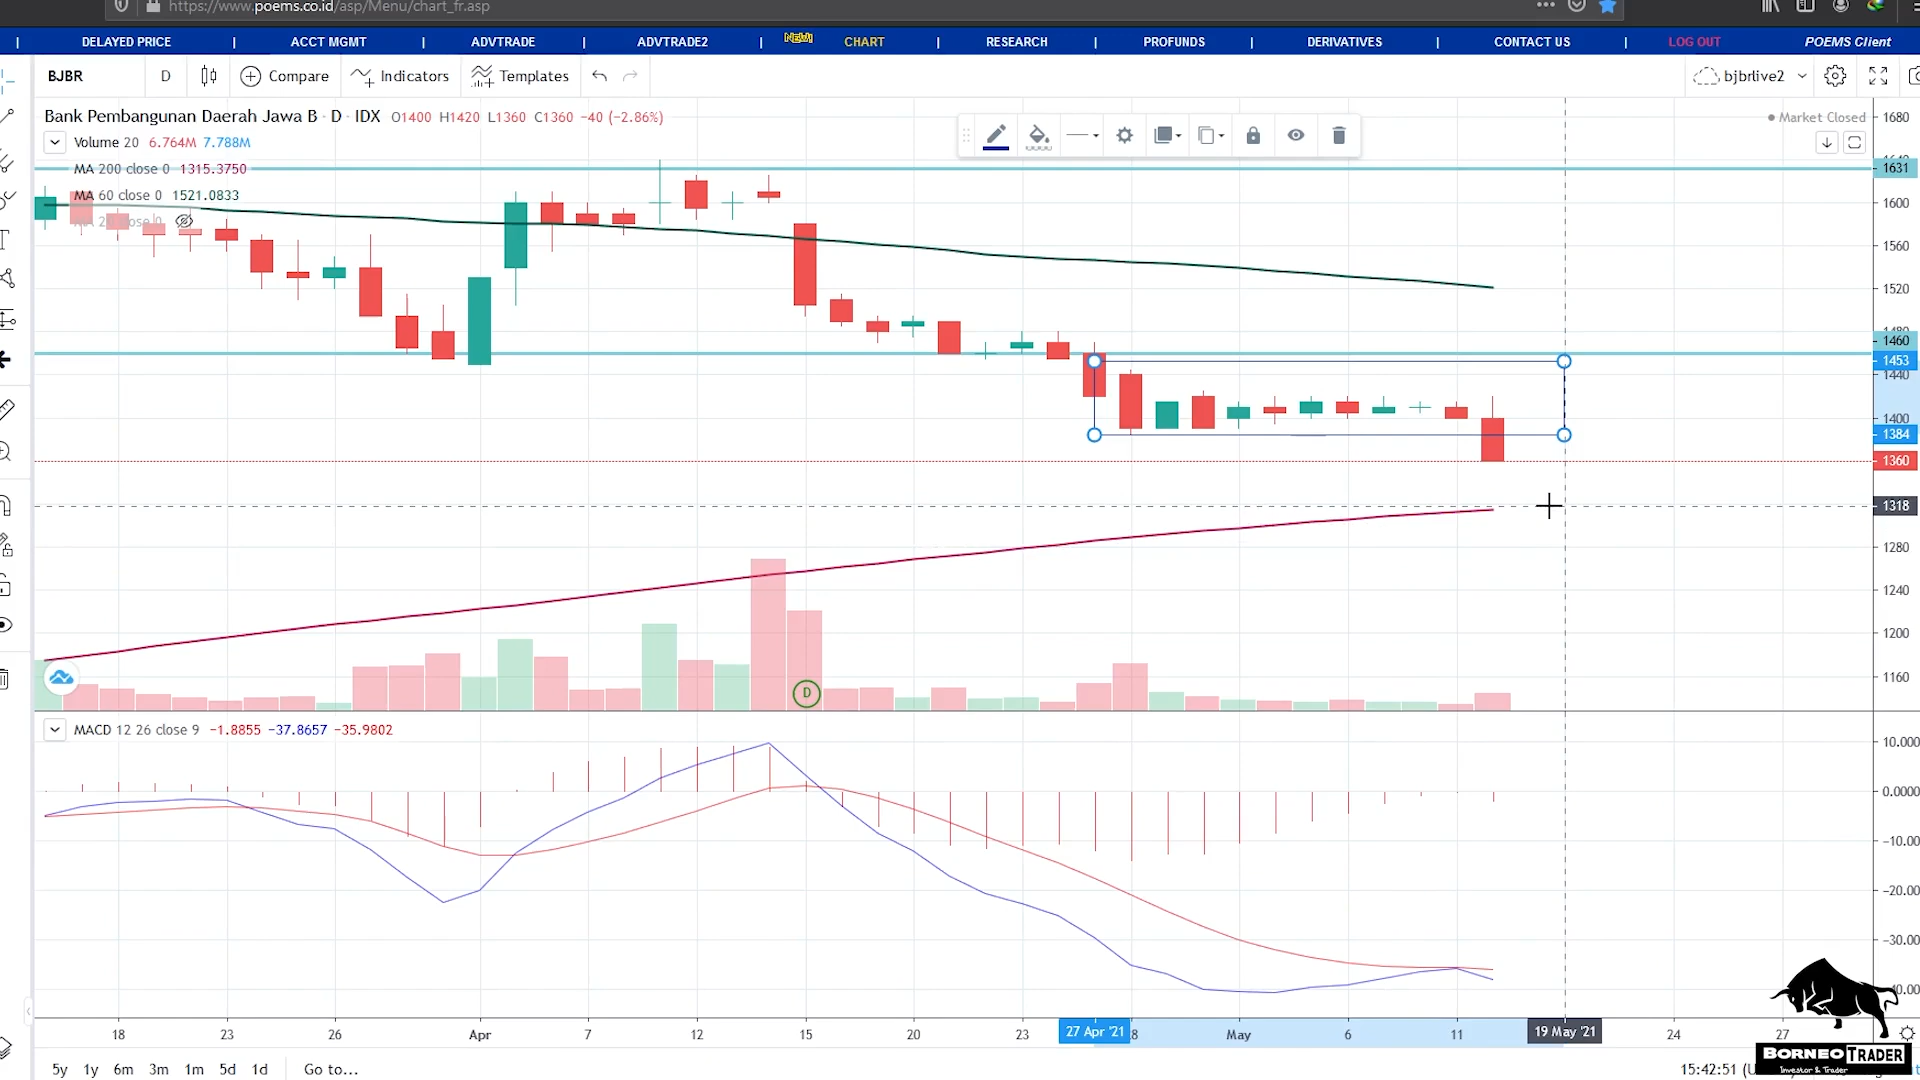 https://www.poems.co.id/asp/Menu/chart_fr.asp
| DELAYED PRICE | ACCT MGMT | ADVTRADE | ADVTRADE2 | NEW! CHART | RESEARCH | PROFUNDS | DERIVATIVES | CONTACT US | LOG OUT POEMS Client
BJBR D Compare Indicators Templates bjbrlive2
Bank Pembangunan Daerah Jawa B · D · IDX O1400 H1420 L1360 C1360 −40 (−2.86%)
Market Closed
Volume 20 6.764M 7.788M
MA 200 close 0 1315.3750
MA 60 close 0 1521.0833
1680
1631
1600
1560
1520
1460
1453
1440
1400
1384
1360
1318
1280
1240
1200
1160
D
MACD 12 26 close 9 −1.8855 −37.8657 −35.9802
10.000
0.0000
−10.00
−20.00
−30.00
18 23 26 Apr 7 12 15 20 23 27 Apr '21 8 May 6 11 19 May '21 24 27
BORNEO TRADER
Investor & Trader
5y 1y 6m 3m 1m 5d 1d Go to... 15:42:51